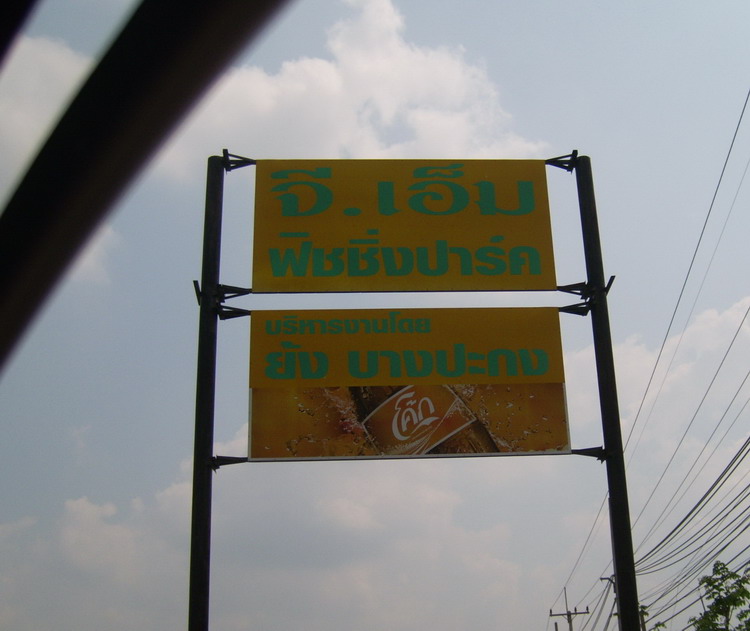 จี.เอ็ม
ฟิชชิ่งปาร์ค
บริหารงานโดย
ยัง บางปะกง
โค้ก